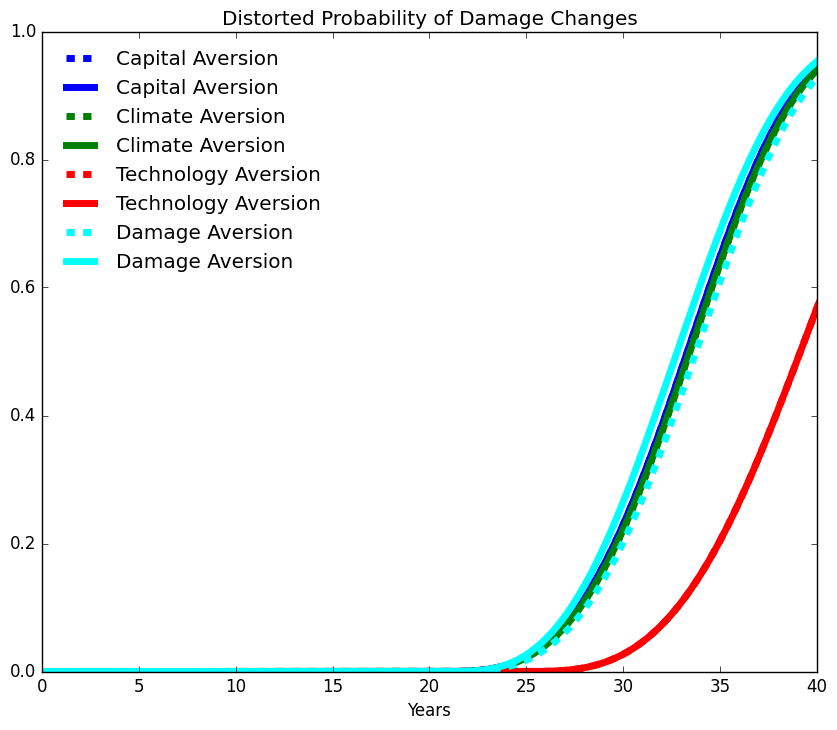 Distorted Probability of Damage Changes
1.0
0.8
0.6
0.4
0.2
0.0
Capital Aversion
Capital Aversion
Climate Aversion
Climate Aversion
Technology Aversion
Technology Aversion
Damage Aversion
Damage Aversion
0 5 10 15 20 25 30 35 40
Years